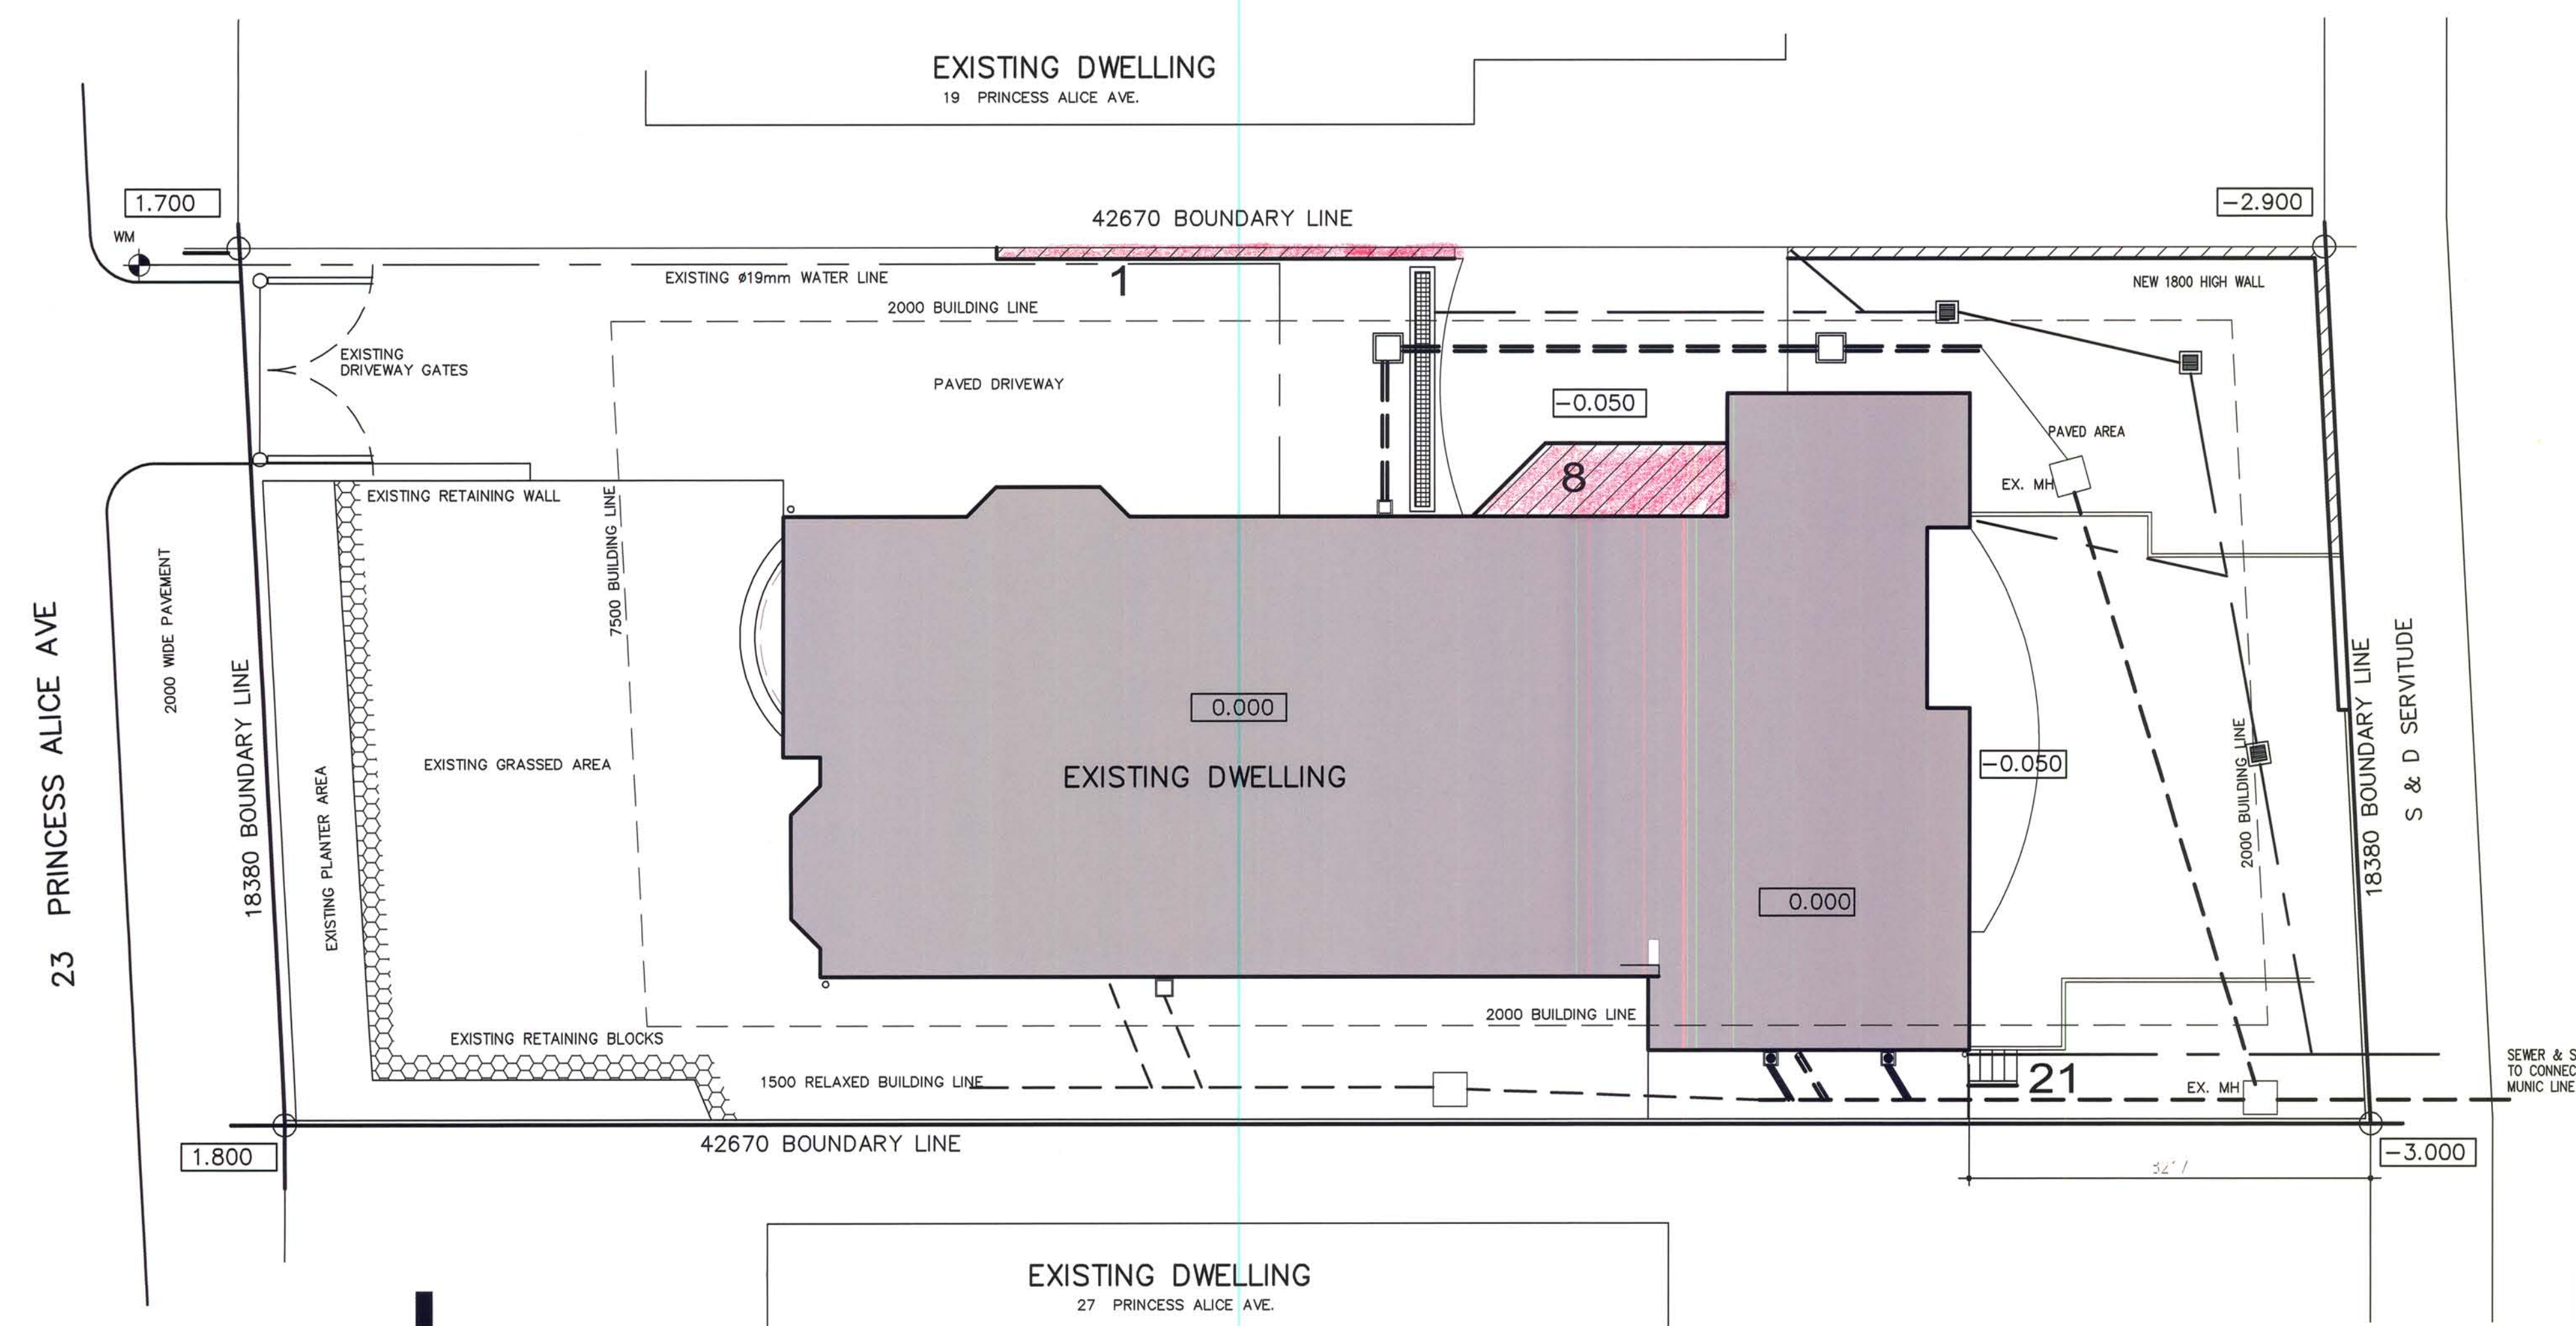 EXISTING DWELLING
19 PRINCESS ALICE AVE.
1.700
-2.900
WM
42670 BOUNDARY LINE
EXISTING ø19mm WATER LINE
1
NEW 1800 HIGH WALL
2000 BUILDING LINE
EXISTING
DRIVEWAY GATES
PAVED DRIVEWAY
-0.050
PAVED AREA
8
EX. MH
EXISTING RETAINING WALL
7500 BUILDING LINE
2000 WIDE PAVEMENT
23 PRINCESS ALICE AVE
18380 BOUNDARY LINE
EXISTING PLANTER AREA
EXISTING GRASSED AREA
0.000
EXISTING DWELLING
-0.050
0.000
2000 BUILDING LINE
18380 BOUNDARY LINE
S & D SERVITUDE
2000 BUILDING LINE
EXISTING RETAINING BLOCKS
1500 RELAXED BUILDING LINE
21
EX. MH
SEWER & S
TO CONNEC
MUNIC LINE
42670 BOUNDARY LINE
1.800
-3.000
EXISTING DWELLING
27 PRINCESS ALICE AVE.